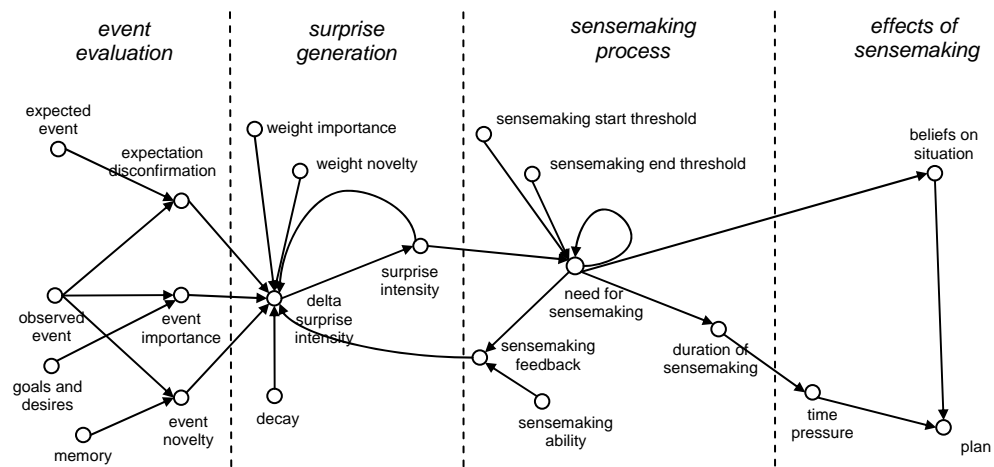 event
evaluation
surprise
generation
sensemaking
process
effects of
sensemaking
expected
event
expectation
disconfirmation
observed
event
event
importance
goals and
desires
event
novelty
memory
weight importance
weight novelty
surprise
intensity
delta
surprise
intensity
decay
sensemaking start threshold
sensemaking end threshold
need for
sensemaking
sensemaking
feedback
duration of
sensemaking
sensemaking
ability
beliefs on
situation
time
pressure
plan